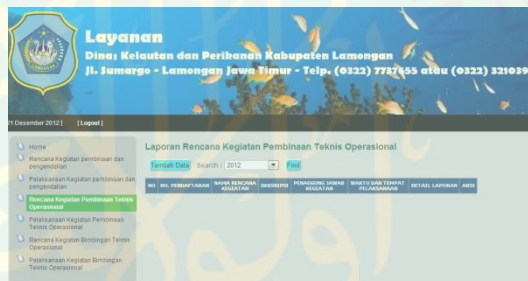 Layanan
Dinas Kelautan dan Perikanan Kabupaten Lamongan
Jl. Sumargo - Lamongan Jawa Timur - Telp. (0322) 7737655 atau (0322) 321039
21 Desember 2012 ] [ Logout ]
Home
Rencana Kegiatan pembinaan dan
pengendalian
Pelaksanaan Kegiatan pembinaan dan
pengendalian
Rencana Kegiatan Pembinaan Teknis
Operasional
Pelaksanaan Kegiatan Pembinaan
Teknis Operasional
Rencana Kegiatan Bimbingan Teknis
Operasional
Pelaksanaan Kegiatan Bimbingan
Teknis Operasional
Laporan Rencana Kegiatan Pembinaan Teknis Operasional
Tambah Data Search : 2012 Find
NO NO. PENDAFTARAN NAMA RENCANA KEGIATAN DESKRIPSI PENAGGUNG JAWAB KEGIATAN WAKTU DAN TEMPAT PELAKSANAAN DETAIL LAPORAN AKSI